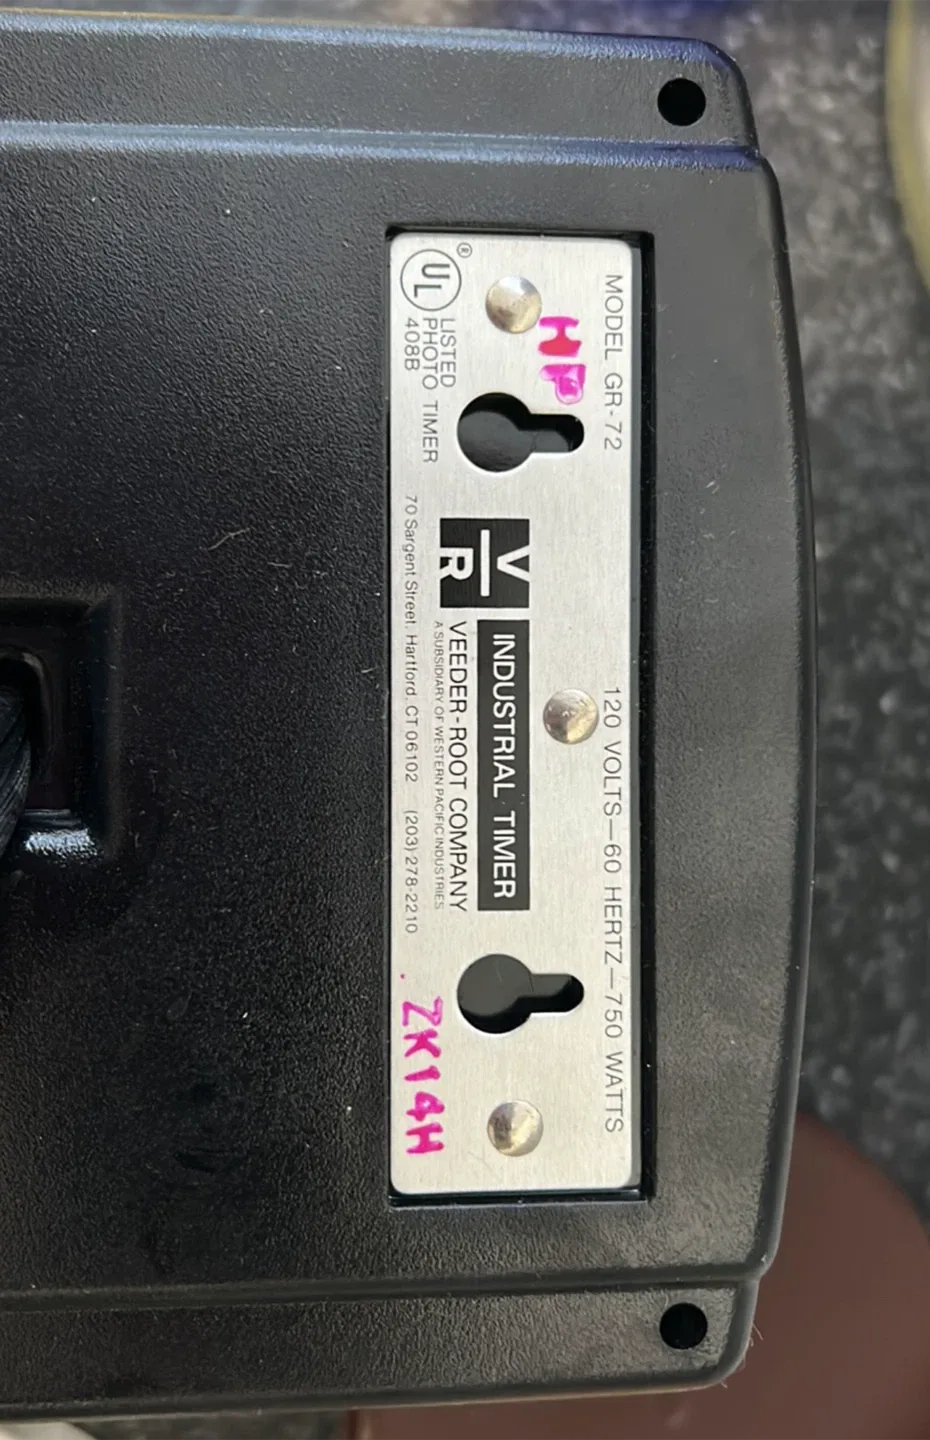 MODEL GR-72 120 VOLTS—60 HERTZ—750 WATTS
HP
V
R
INDUSTRIAL TIMER
VEEDER-ROOT COMPANY
A SUBSIDIARY OF WESTERN PACIFIC INDUSTRIES
70 Sargent Street, Hartford, CT 06102 (203) 278-2210
UL ®
LISTED
PHOTO TIMER
408B
ZK14H